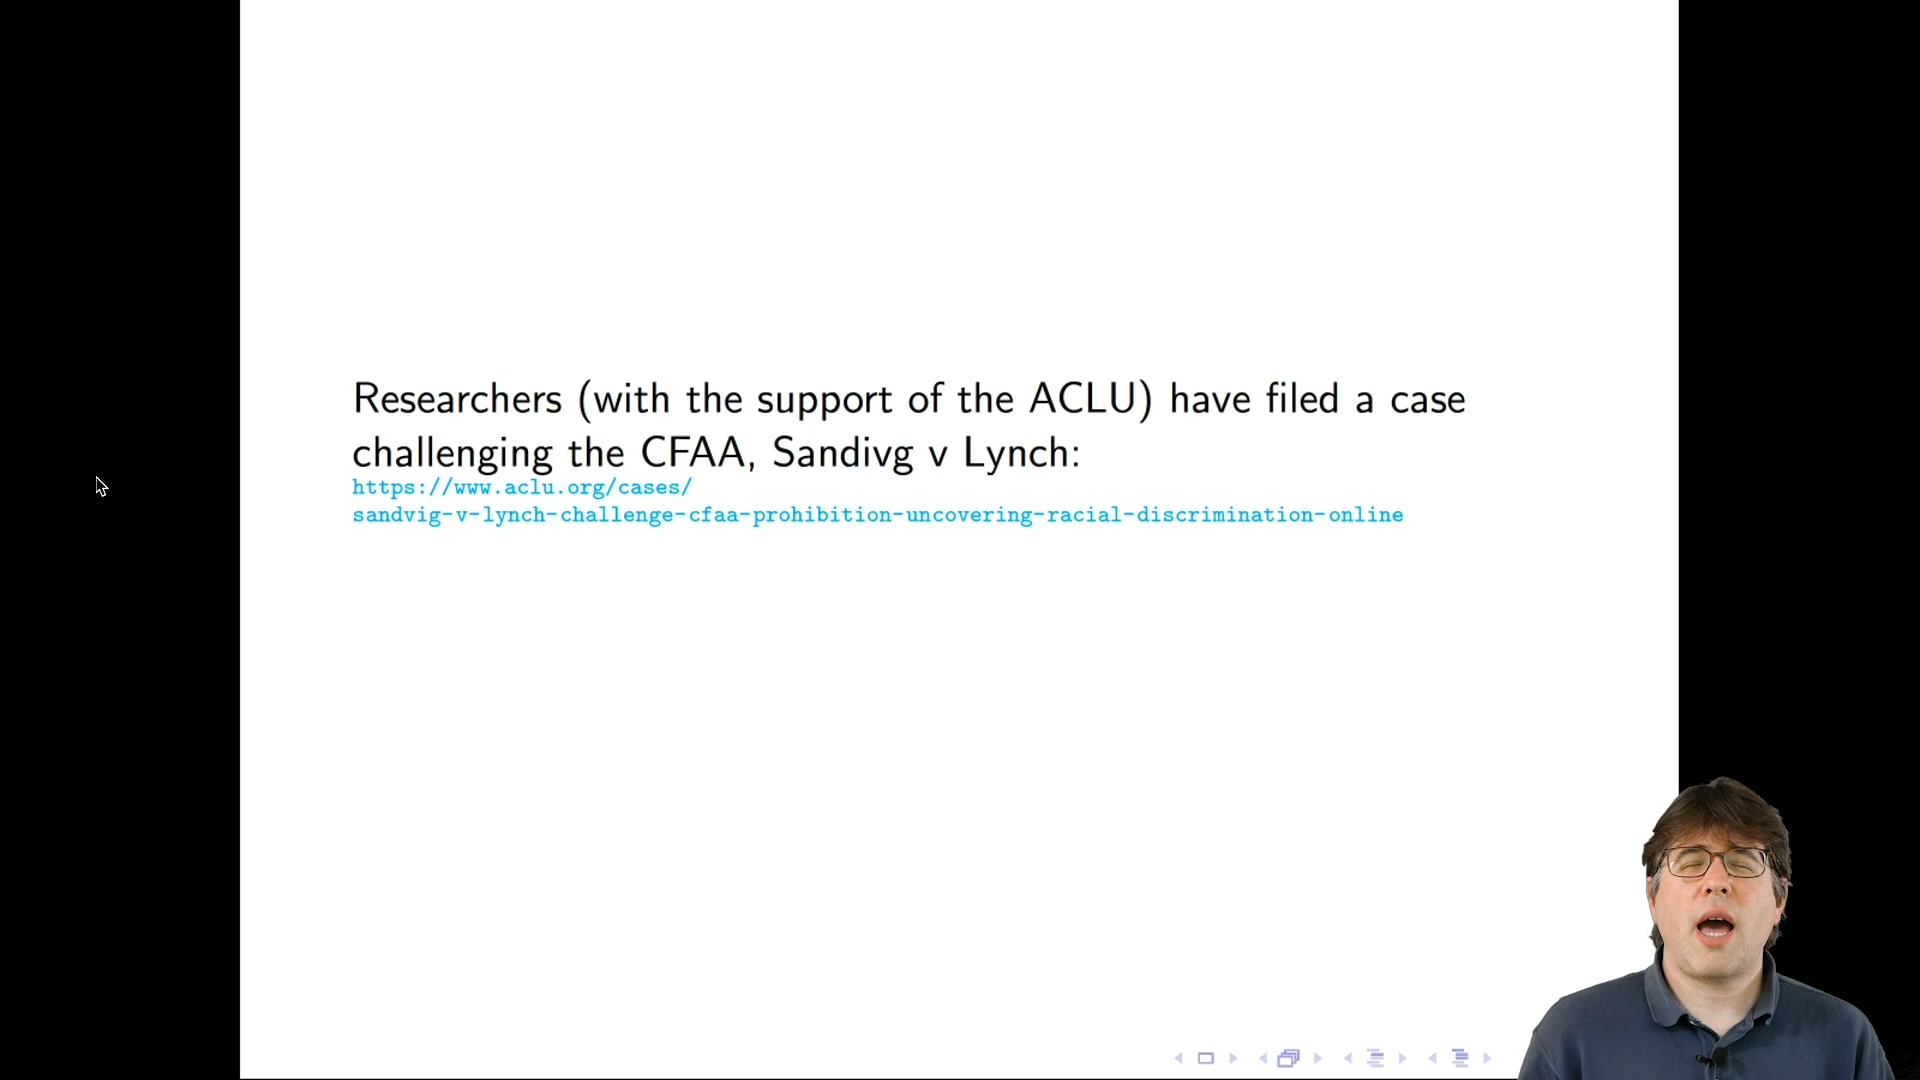 Researchers (with the support of the ACLU) have filed a case
challenging the CFAA, Sandivg v Lynch:
https://www.aclu.org/cases/
sandvig-v-lynch-challenge-cfaa-prohibition-uncovering-racial-discrimination-online